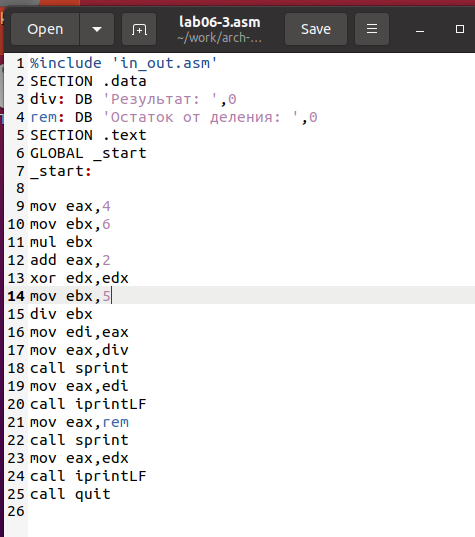 Open
lab06-3.asm
~/work/arch-...
Save
1 %include 'in_out.asm'
2 SECTION .data
3 div: DB 'Результат: ',0
4 rem: DB 'Остаток от деления: ',0
5 SECTION .text
6 GLOBAL _start
7 _start:
8
9 mov eax,4
10 mov ebx,6
11 mul ebx
12 add eax,2
13 xor edx,edx
14 mov ebx,5
15 div ebx
16 mov edi,eax
17 mov eax,div
18 call sprint
19 mov eax,edi
20 call iprintLF
21 mov eax,rem
22 call sprint
23 mov eax,edx
24 call iprintLF
25 call quit
26